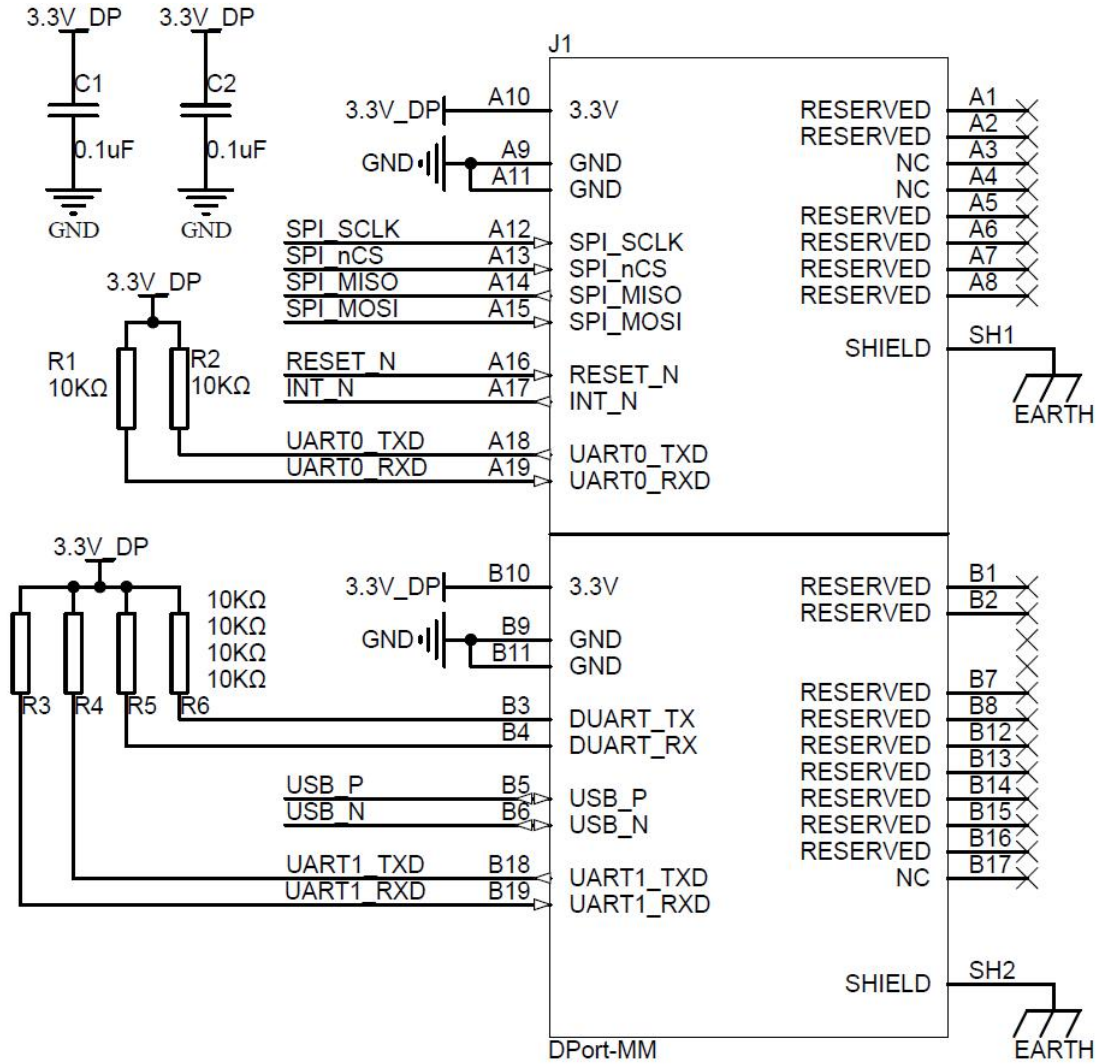 3.3V_DP 3.3V_DP
C1 C2
0.1uF 0.1uF
GND GND
J1
3.3V_DP A10 3.3V RESERVED A1
RESERVED A2
GND A9 GND NC A3
A11 GND NC A4
RESERVED A5
SPI_SCLK A12 SPI_SCLK RESERVED A6
SPI_nCS A13 SPI_nCS RESERVED A7
SPI_MISO A14 SPI_MISO RESERVED A8
SPI_MOSI A15 SPI_MOSI
3.3V_DP
R1 10KΩ
R2 10KΩ
SHIELD SH1
EARTH
RESET_N A16 RESET_N
INT_N A17 INT_N
UART0_TXD A18 UART0_TXD
UART0_RXD A19 UART0_RXD
3.3V_DP
10KΩ
10KΩ
10KΩ
10KΩ
R3 R4 R5 R6
3.3V_DP B10 3.3V RESERVED B1
RESERVED B2
GND B9 GND
B11 GND
RESERVED B7
B3 DUART_TX RESERVED B8
B4 DUART_RX RESERVED B12
RESERVED B13
USB_P B5 USB_P RESERVED B14
USB_N B6 USB_N RESERVED B15
RESERVED B16
UART1_TXD B18 UART1_TXD NC B17
UART1_RXD B19 UART1_RXD
SHIELD SH2
EARTH
DPort-MM